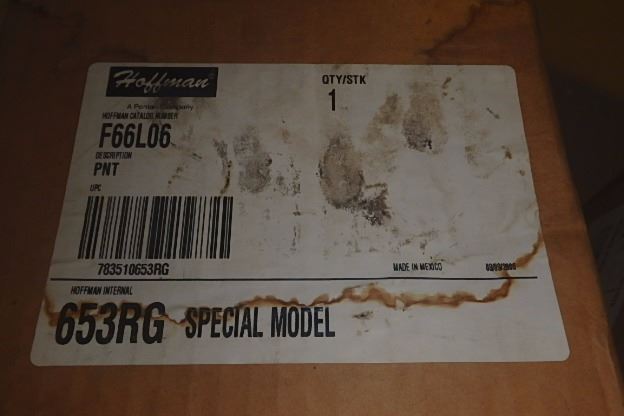 Hoffman
QTY/STK
1
A Company
HOFFMAN CATALOG NUMBER
F66L06
DESCRIPTION
PNT
UPC
783510653RG
MADE IN MEXICO
HOFFMAN INTERNAL
653RG SPECIAL MODEL